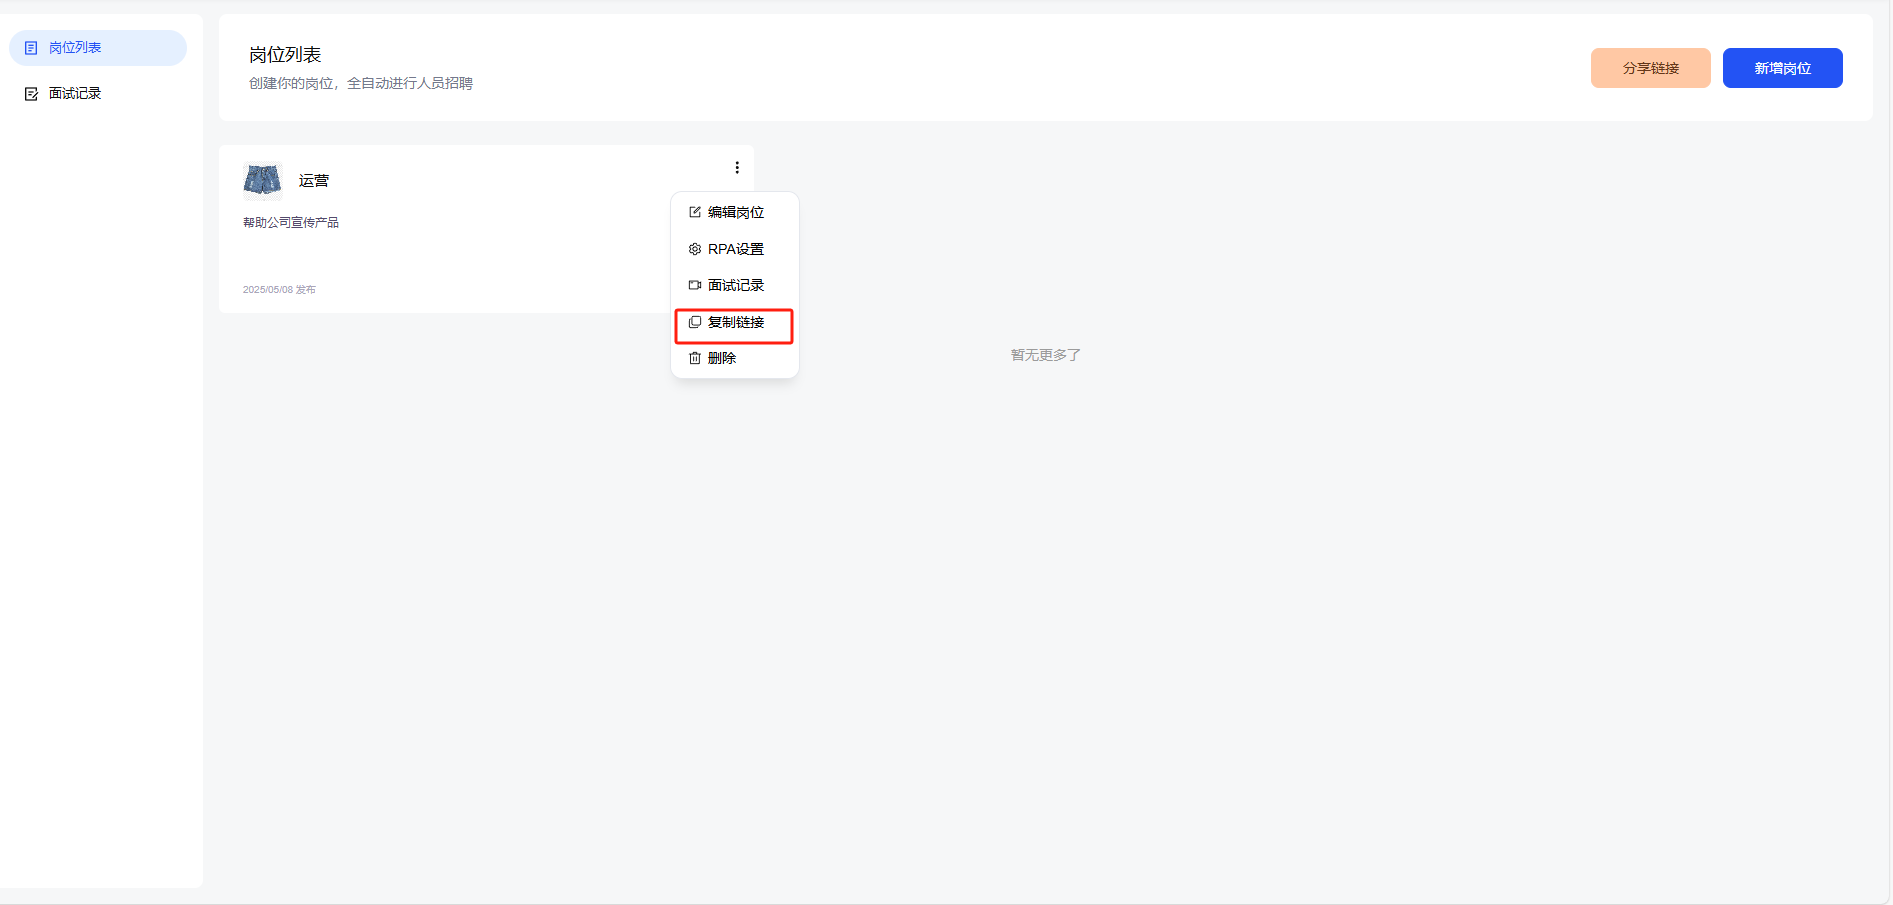 岗位列表
面试记录
岗位列表
创建你的岗位，全自动进行人员招聘
分享链接
新增岗位
运营
帮助公司宣传产品
2025/05/08 发布
编辑岗位
RPA设置
面试记录
复制链接
删除
暂无更多了